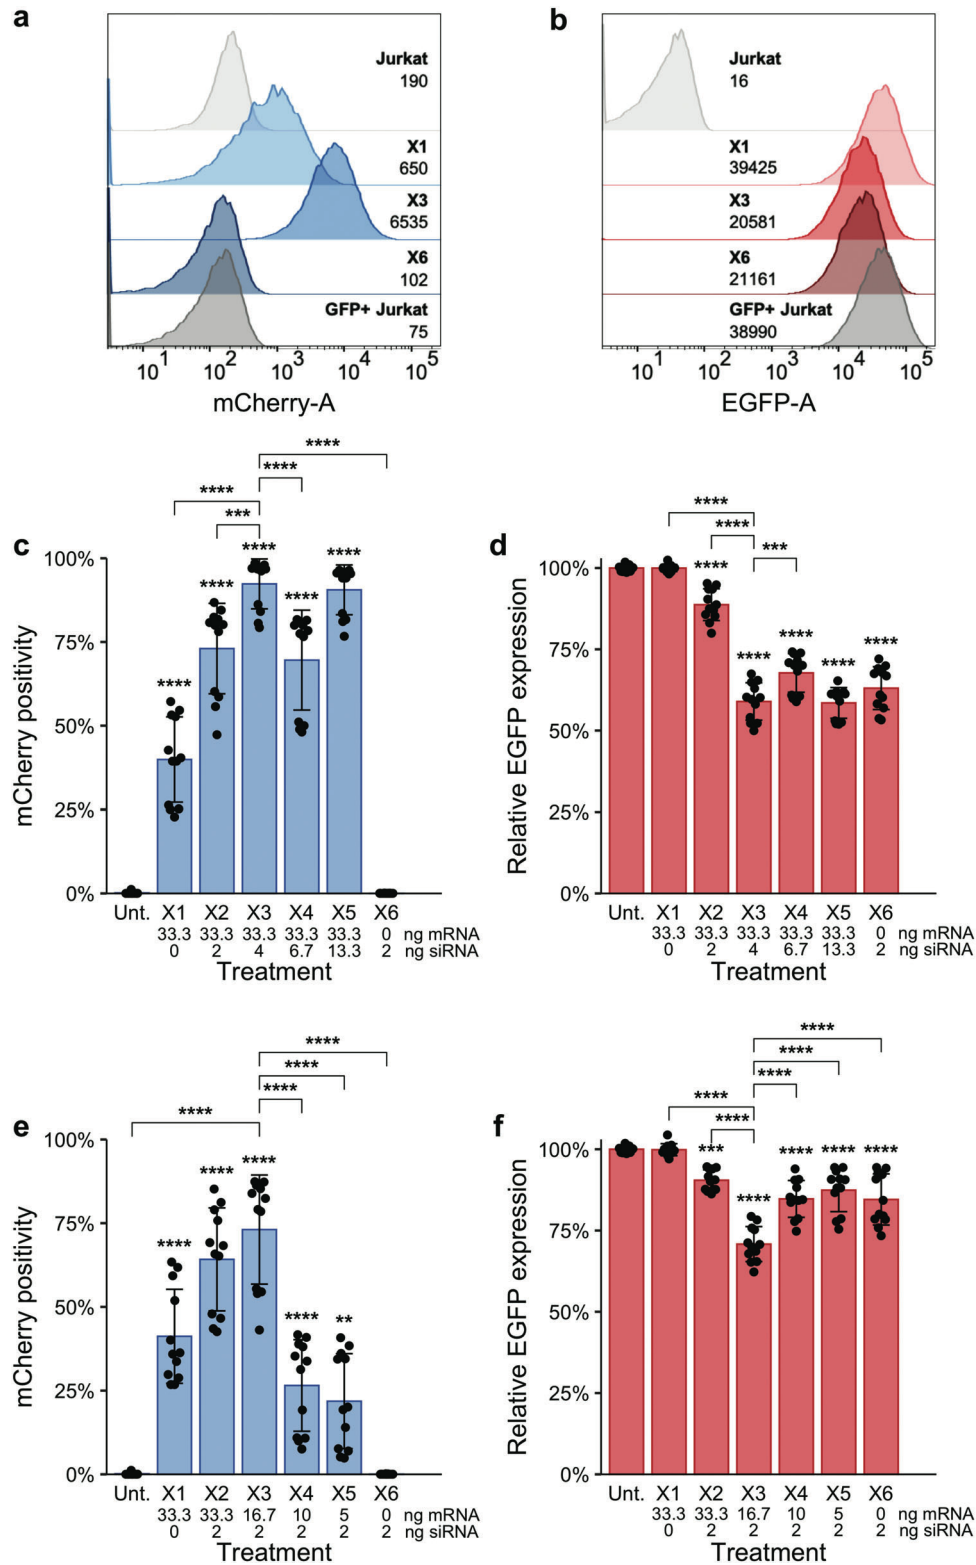 a
Jurkat
190
X1
650
X3
6535
X6
102
GFP+ Jurkat
75
10¹ 10² 10³ 10⁴ 10⁵
mCherry-A
b
Jurkat
16
X1
39425
X3
20581
X6
21161
GFP+ Jurkat
38990
10¹ 10² 10³ 10⁴ 10⁵
EGFP-A
c
****
****
****
***
**** **** **** **** ****
mCherry positivity
100%
75%
50%
25%
0%
Unt. X1 X2 X3 X4 X5 X6
33.3 33.3 33.3 33.3 33.3 0 ng mRNA
0 2 4 6.7 13.3 2 ng siRNA
Treatment
d
****
****
***
**** **** **** **** ****
Relative EGFP expression
100%
75%
50%
25%
0%
Unt. X1 X2 X3 X4 X5 X6
33.3 33.3 33.3 33.3 33.3 0 ng mRNA
0 2 4 6.7 13.3 2 ng siRNA
Treatment
e
****
****
****
****
**** **** **** **** **
mCherry positivity
100%
75%
50%
25%
0%
Unt. X1 X2 X3 X4 X5 X6
33.3 33.3 16.7 10 5 0 ng mRNA
0 2 2 2 2 2 ng siRNA
Treatment
f
****
****
****
****
****
*** **** **** **** ****
Relative EGFP expression
100%
75%
50%
25%
0%
Unt. X1 X2 X3 X4 X5 X6
33.3 33.3 16.7 10 5 0 ng mRNA
0 2 2 2 2 2 ng siRNA
Treatment